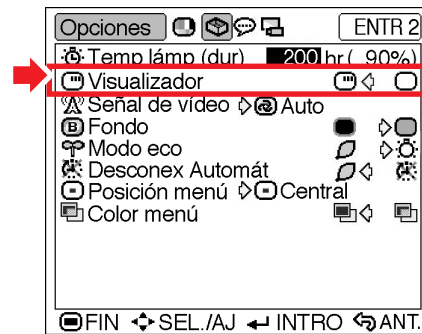 Opciones ENTR 2
Temp lámp (dur) 200 hr ( 90%)
Visualizador
Señal de vídeo Auto
B Fondo
Modo eco
Desconex Automát
Posición menú Central
Color menú
FIN SEL./AJ INTRO ANT.